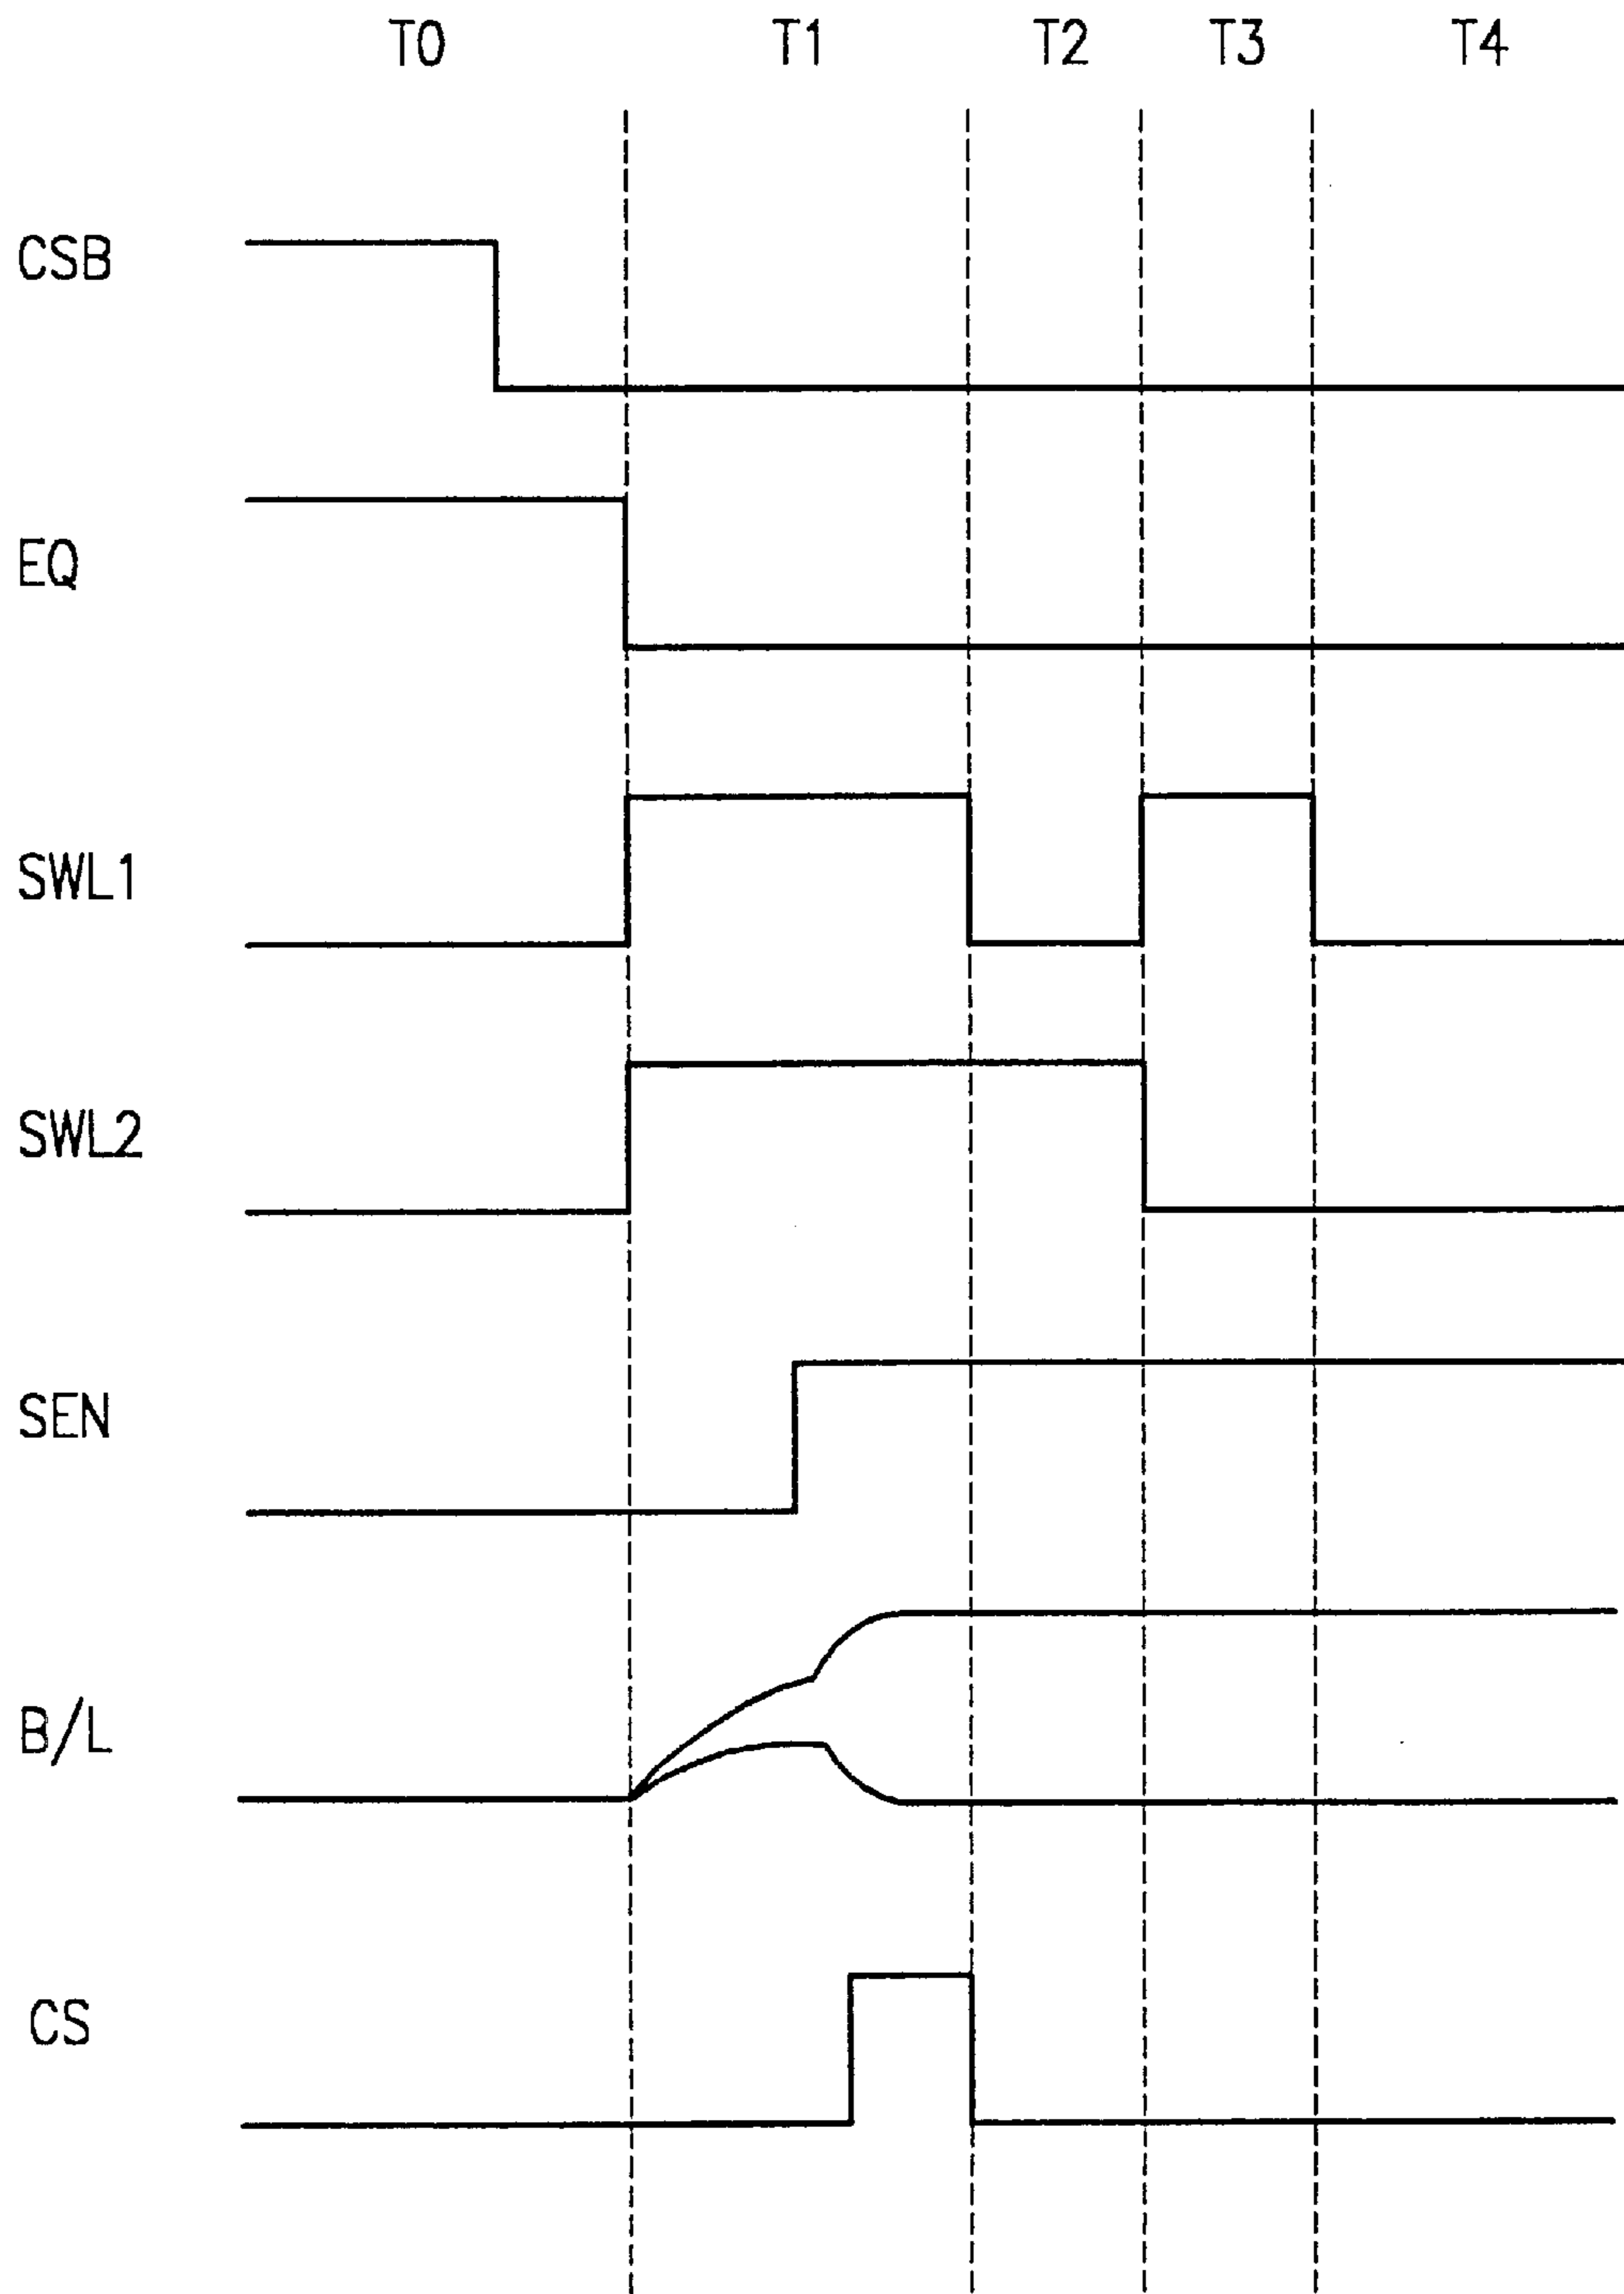 T0 T1 T2 T3 T4
CSB
EQ
SWL1
SWL2
SEN
B/L
CS